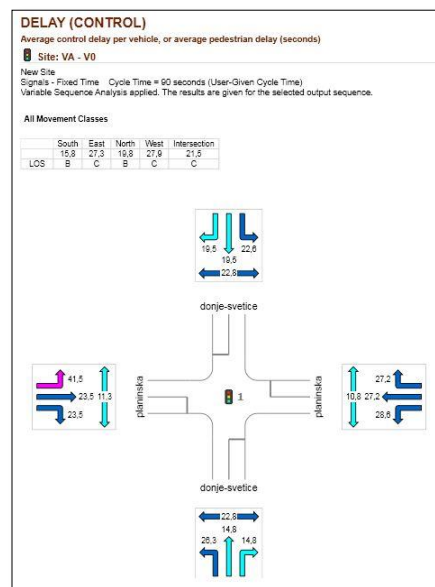 DELAY (CONTROL)
Average control delay per vehicle, or average pedestrian delay (seconds)
Site: VA - V0
New Site
Signals - Fixed Time Cycle Time = 90 seconds (User-Given Cycle Time)
Variable Sequence Analysis applied. The results are given for the selected output sequence.
All Movement Classes
South East North West Intersection
15,8 27,3 19,8 27,9 21,5
LOS B C B C C
19,5 22,6
19,5
22,8
donje-svetice
41,5
23,5 11,3
23,5
planinska
1
planinska
27,2
10,8 27,2
28,6
donje-svetice
22,8
14,8
26,3 14,8